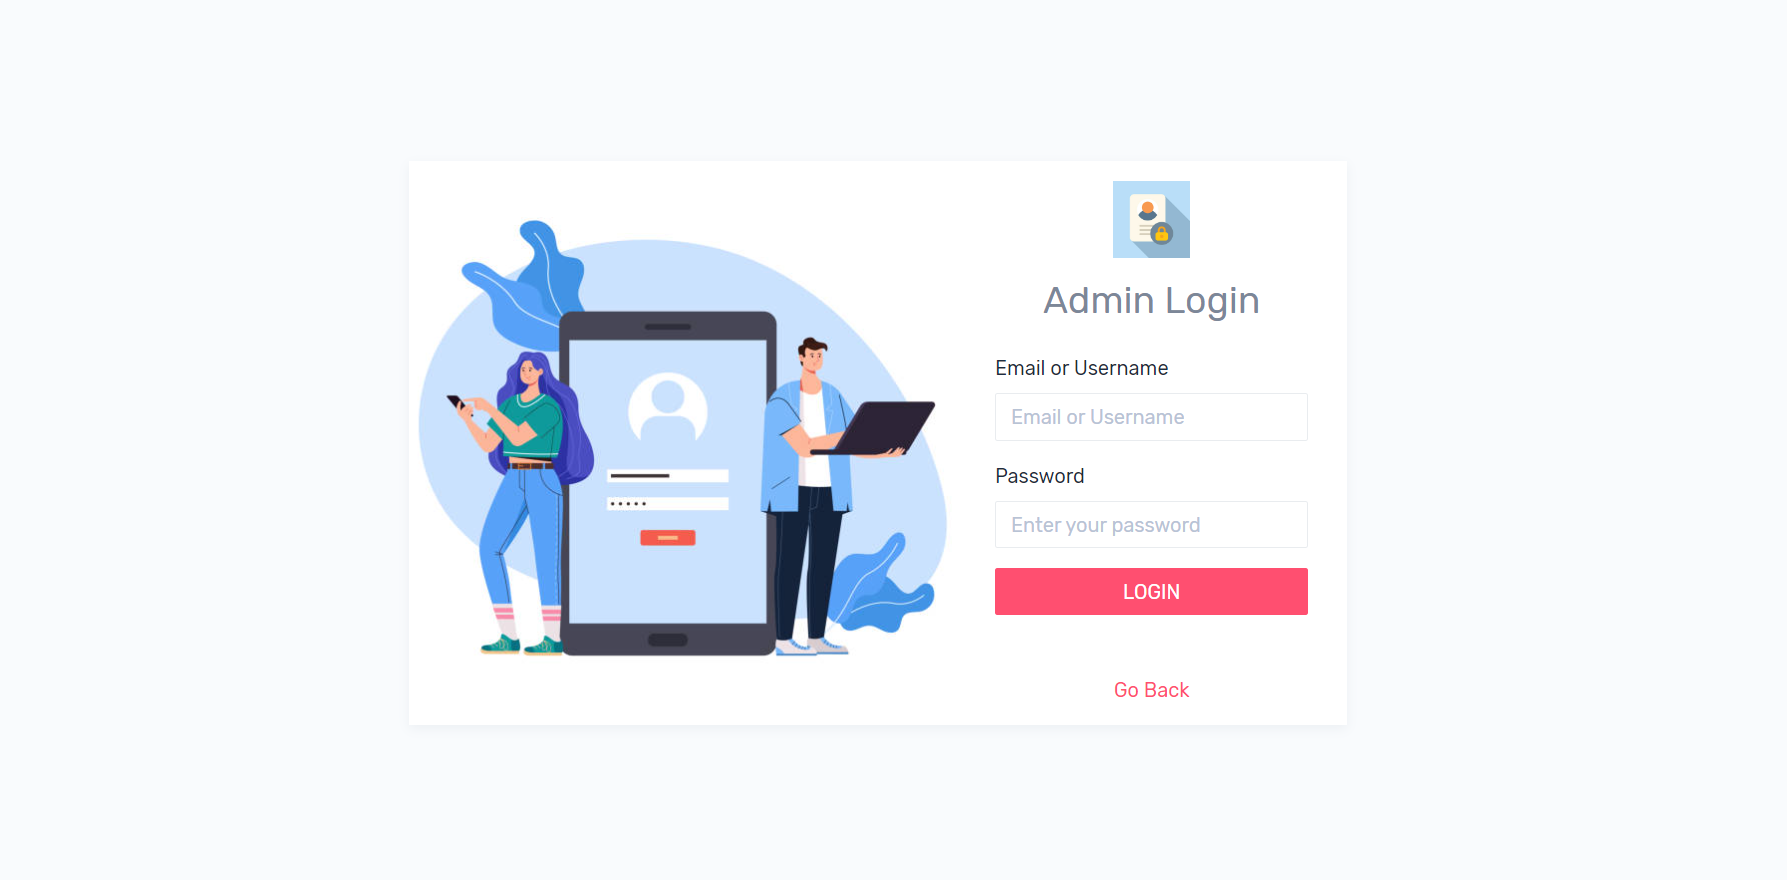 Admin Login
Email or Username
Email or Username
Password
Enter your password
LOGIN
Go Back